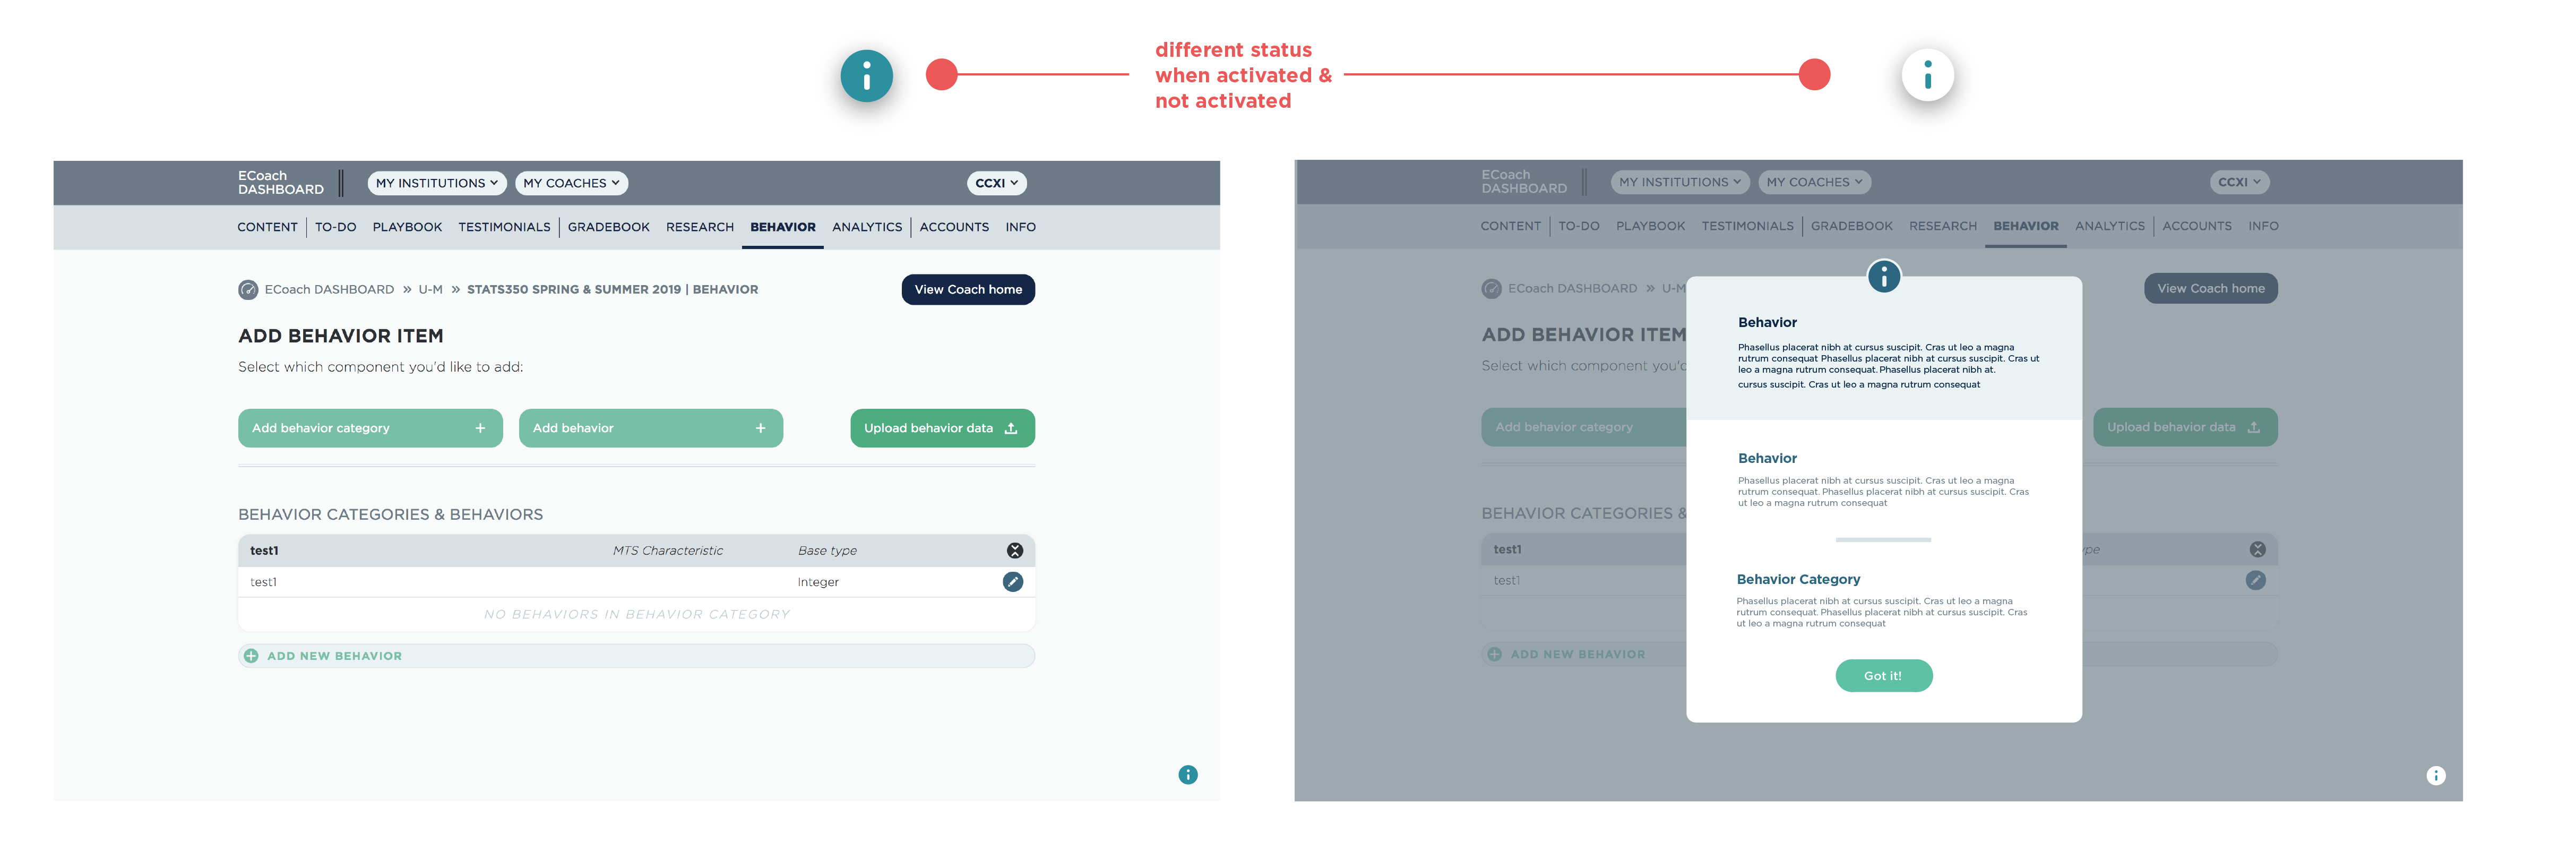 different status
when activated &
not activated
ECoach
DASHBOARD
MY INSTITUTIONS
MY COACHES
CCXI
CONTENT
TO-DO
PLAYBOOK
TESTIMONIALS
GRADEBOOK
RESEARCH
BEHAVIOR
ANALYTICS
ACCOUNTS
INFO
ECoach DASHBOARD » U-M » STATS350 SPRING & SUMMER 2019 | BEHAVIOR
View Coach home
ADD BEHAVIOR ITEM
Select which component you'd like to add:
Add behavior category +
Add behavior +
Upload behavior data
BEHAVIOR CATEGORIES & BEHAVIORS
test1 MTS Characteristic Base type
test1 Integer
NO BEHAVIORS IN BEHAVIOR CATEGORY
ADD NEW BEHAVIOR
ECoach
DASHBOARD
MY INSTITUTIONS
MY COACHES
CCXI
CONTENT
TO-DO
PLAYBOOK
TESTIMONIALS
GRADEBOOK
RESEARCH
BEHAVIOR
ANALYTICS
ACCOUNTS
INFO
ECoach DASHBOARD » U-M
View Coach home
ADD BEHAVIOR ITEM
Select which component you'd
Add behavior category
Upload behavior data
BEHAVIOR CATEGORIES &
test1 ype
test1
ADD NEW BEHAVIOR
Behavior
Phasellus placerat nibh at cursus suscipit. Cras ut leo a magna
rutrum consequat Phasellus placerat nibh at cursus suscipit. Cras ut
leo a magna rutrum consequat. Phasellus placerat nibh at.
cursus suscipit. Cras ut leo a magna rutrum consequat
Behavior
Phasellus placerat nibh at cursus suscipit. Cras ut leo a magna
rutrum consequat. Phasellus placerat nibh at cursus suscipit. Cras
ut leo a magna rutrum consequat
Behavior Category
Phasellus placerat nibh at cursus suscipit. Cras ut leo a magna
rutrum consequat. Phasellus placerat nibh at cursus suscipit. Cras
ut leo a magna rutrum consequat
Got it!